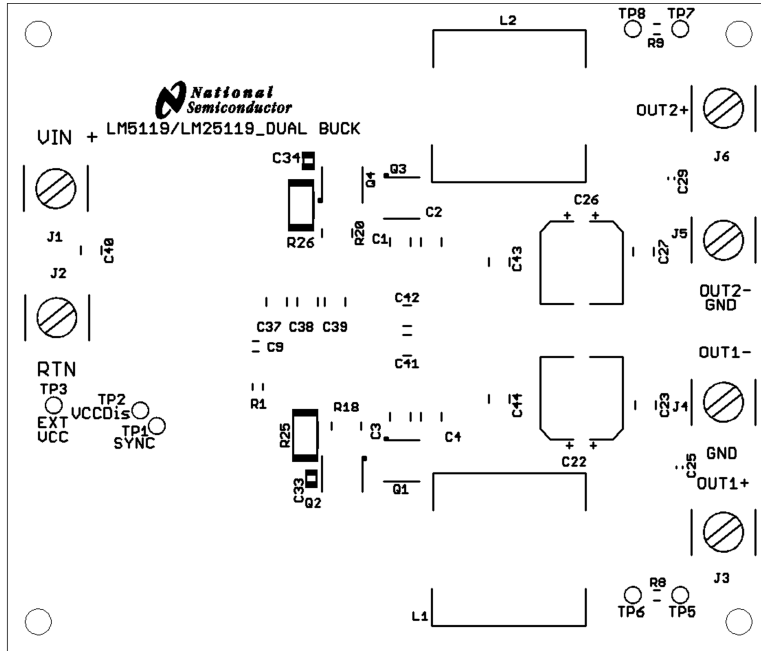 TP8
TP7
L2
R9
National
Semiconductor
LM5119/LM25119_DUAL BUCK
OUT2+
VIN +
J6
C34
Q3
Q4
C29
C26
C2
J1
R26
R20
C1
J5
C40
C43
C27
J2
OUT2-
GND
C42
C37
C38
C39
C9
OUT1-
C41
RTN
TP3
R1
TP2
VCCDis
R18
C44
C23
J4
EXT
VCC
TP1
SYNC
R25
C3
C4
GND
C22
C25
C33
Q2
Q1
OUT1+
J3
R8
L1
TP6
TP5